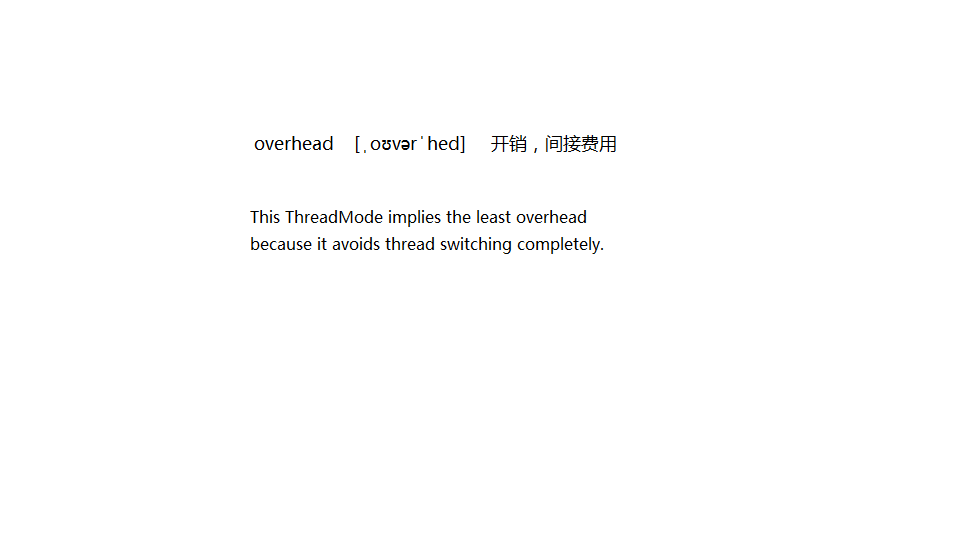 overhead [ˌoʊvərˈhed] 开销，间接费用
This ThreadMode implies the least overhead
because it avoids thread switching completely.